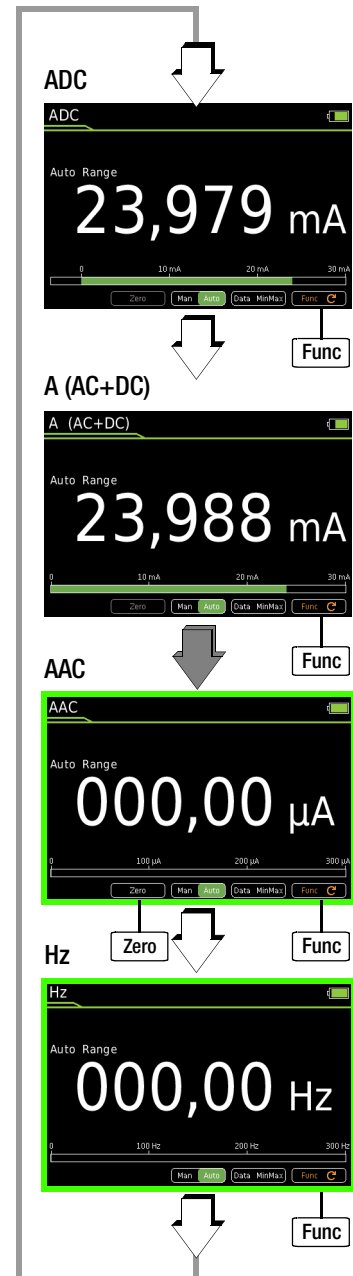 ADC
ADC
Auto Range
23,979 mA
0 10 mA 20 mA 30 mA
Zero Man Auto Data MinMax Func
Func
A (AC+DC)
A (AC+DC)
Auto Range
23,988 mA
0 10 mA 20 mA 30 mA
Zero Man Auto Data MinMax Func
Func
AAC
AAC
Auto Range
000,00 µA
0 100 µA 200 µA 300 µA
Zero Man Auto Data MinMax Func
Zero Func
Hz
Hz
Auto Range
000,00 Hz
0 100 Hz 200 Hz 300 Hz
Man Auto Data MinMax Func
Func